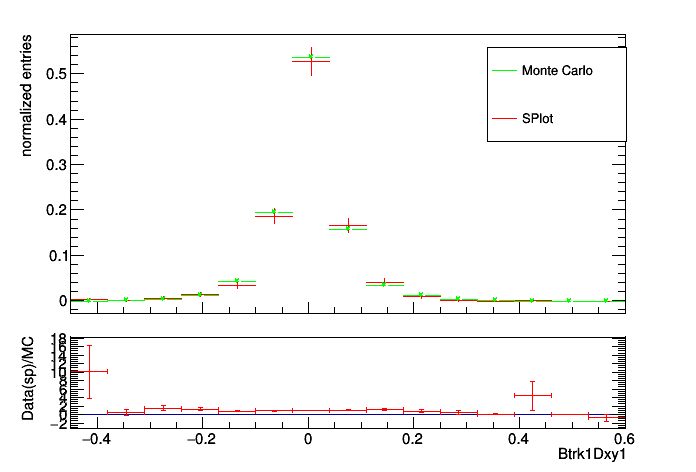 normalized entries
0.5
0.4
0.3
0.2
0.1
0
Monte Carlo
SPlot
Data(sp)/MC
18
16
14
12
10
8
6
4
2
0
−2
−0.4 −0.2 0 0.2 0.4 0.6
Btrk1Dxy1